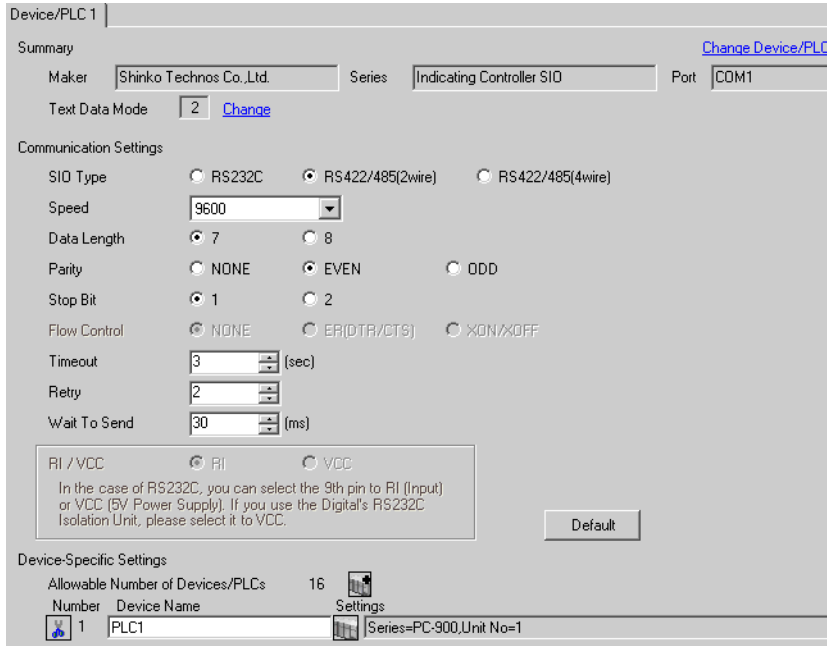 Device/PLC 1
Summary Change Device/PLC
Maker Shinko Technos Co.,Ltd. Series Indicating Controller SIO Port COM1
Text Data Mode 2 Change
Communication Settings
SIO Type RS232C RS422/485(2wire) RS422/485(4wire)
Speed 9600
Data Length 7 8
Parity NONE EVEN ODD
Stop Bit 1 2
Flow Control NONE ER(DTR/CTS) XON/XOFF
Timeout 3 (sec)
Retry 2
Wait To Send 30 (ms)
RI / VCC RI VCC
In the case of RS232C, you can select the 9th pin to RI (Input)
or VCC (5V Power Supply). If you use the Digital's RS232C
Isolation Unit, please select it to VCC.
Default
Device-Specific Settings
Allowable Number of Devices/PLCs 16
Number Device Name Settings
1 PLC1 Series=PC-900,Unit No=1